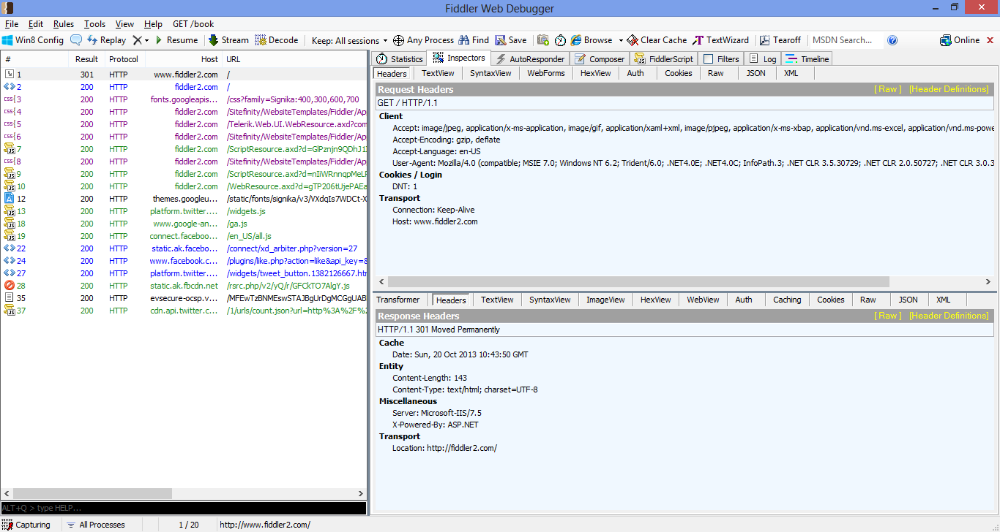 Fiddler Web Debugger
File Edit Rules Tools View Help GET /book
Win8 Config Replay Resume Stream Decode Keep: All sessions Any Process Find Save Browse Clear Cache TextWizard Tearoff MSDN Search... Online
# Result Protocol Host URL
1 301 HTTP www.fiddler2.com /
2 200 HTTP fiddler2.com /
3 200 HTTP fonts.googleapis... /css?family=Signika:400,300,600,700
4 200 HTTP fiddler2.com /Sitefinity/WebsiteTemplates/Fiddler/Ap
5 200 HTTP fiddler2.com /Telerik.Web.UI.WebResource.axd?com
6 200 HTTP fiddler2.com /Sitefinity/WebsiteTemplates/Fiddler/Ap
7 200 HTTP fiddler2.com
8 200 HTTP fiddler2.com /Sitefinity/WebsiteTemplates/Fiddler/Ap
9 200 HTTP fiddler2.com
10 200 HTTP fiddler2.com
12 200 HTTP themes.googleu... /static/fonts/signika/v3/VXdqIs7WDCt-X
13 200 HTTP platform.twitter.... /widgets.js
18 200 HTTP www.google-an... /ga.js
19 200 HTTP connect.faceboo... /en_US/all.js
22 200 HTTP static.ak.facebo... /connect/xd_arbiter.php?version=27
24 200 HTTP www.facebook.c... /plugins/like.php?action=like&api_key=&
27 200 HTTP platform.twitter.... /widgets/tweet_button.1382126667.htm
28 200 HTTP static.ak.fbcdn.net /rsrc.php/v2/yQ/r/GFCkTO7AlgY.js
35 200 HTTP evsecure-ocsp.v...
37 200 HTTP cdn.api.twitter.c... /1/urls/count.json?url=http%3A%2F%2
ALT+Q > type HELP...
Capturing All Processes 1 / 20 http://www.fiddler2.com/
Statistics Inspectors AutoResponder Composer FiddlerScript Filters Log Timeline
Headers TextView SyntaxView WebForms HexView Auth Cookies Raw JSON XML
Request Headers [ Raw ] [Header Definitions]
GET / HTTP/1.1
Client
Accept: image/jpeg, application/x-ms-application, image/gif, application/xaml+xml, image/pjpeg, application/x-ms-xbap, application/vnd.ms-excel, application/vnd.ms-powe
Accept-Encoding: gzip, deflate
Accept-Language: en-US
User-Agent: Mozilla/4.0 (compatible; MSIE 7.0; Windows NT 6.2; Trident/6.0; .NET4.0E; .NET4.0C; InfoPath.3; .NET CLR 3.5.30729; .NET CLR 2.0.50727; .NET CLR 3.0.3
Cookies / Login
DNT: 1
Transport
Connection: Keep-Alive
Host: www.fiddler2.com
Transformer Headers TextView SyntaxView ImageView HexView WebView Auth Caching Cookies Raw JSON XML
Response Headers [ Raw ] [Header Definitions]
HTTP/1.1 301 Moved Permanently
Cache
Date: Sun, 20 Oct 2013 10:43:50 GMT
Entity
Content-Length: 143
Content-Type: text/html; charset=UTF-8
Miscellaneous
Server: Microsoft-IIS/7.5
X-Powered-By: ASP.NET
Transport
Location: http://fiddler2.com/